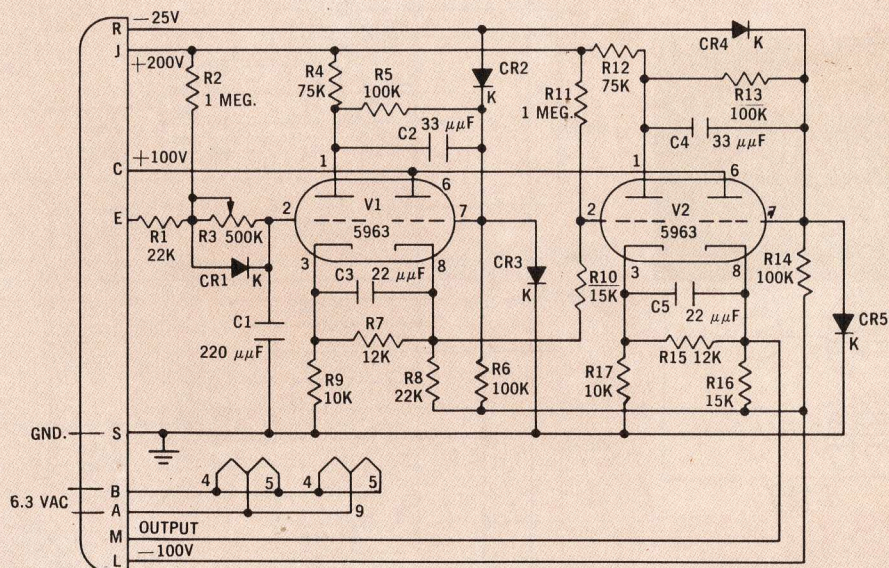 R
−25V
J
+200V
R2
1 MEG.
R4
75K
R5
100K
CR2
K
CR4
K
R11
1 MEG.
R12
75K
R13
100K
C2
33 μμF
C4
33 μμF
C
+100V
1
6
1
6
E
R1
22K
R3 500K
2
V1
5963
7
2
V2
5963
7
CR1
K
3
8
3
8
C3
22 μμF
CR3
K
R10
15K
C5
22 μμF
R14
100K
CR5
K
C1
220 μμF
R7
12K
R15 12K
R9
10K
R8
22K
R6
100K
R17
10K
R16
15K
GND.
S
6.3 VAC
B
4
5
4
5
A
9
M
OUTPUT
−100V
L